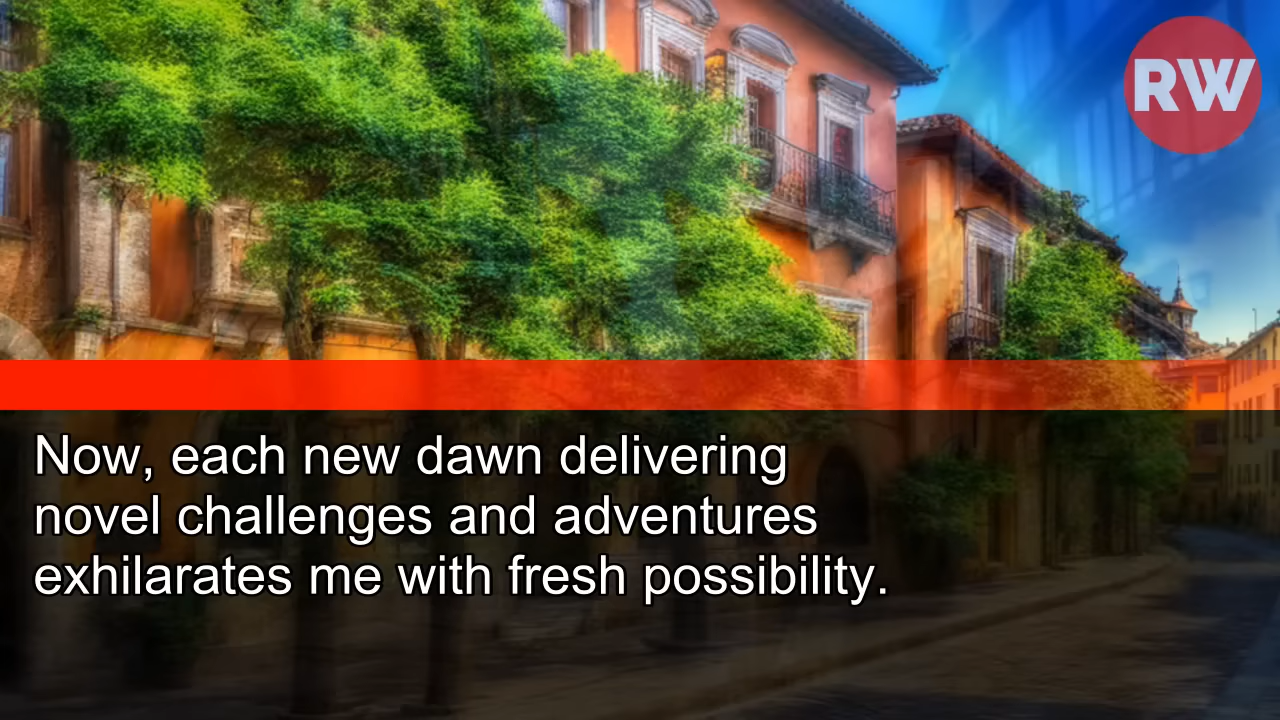 RW
Now, each new dawn delivering
novel challenges and adventures
exhilarates me with fresh possibility.